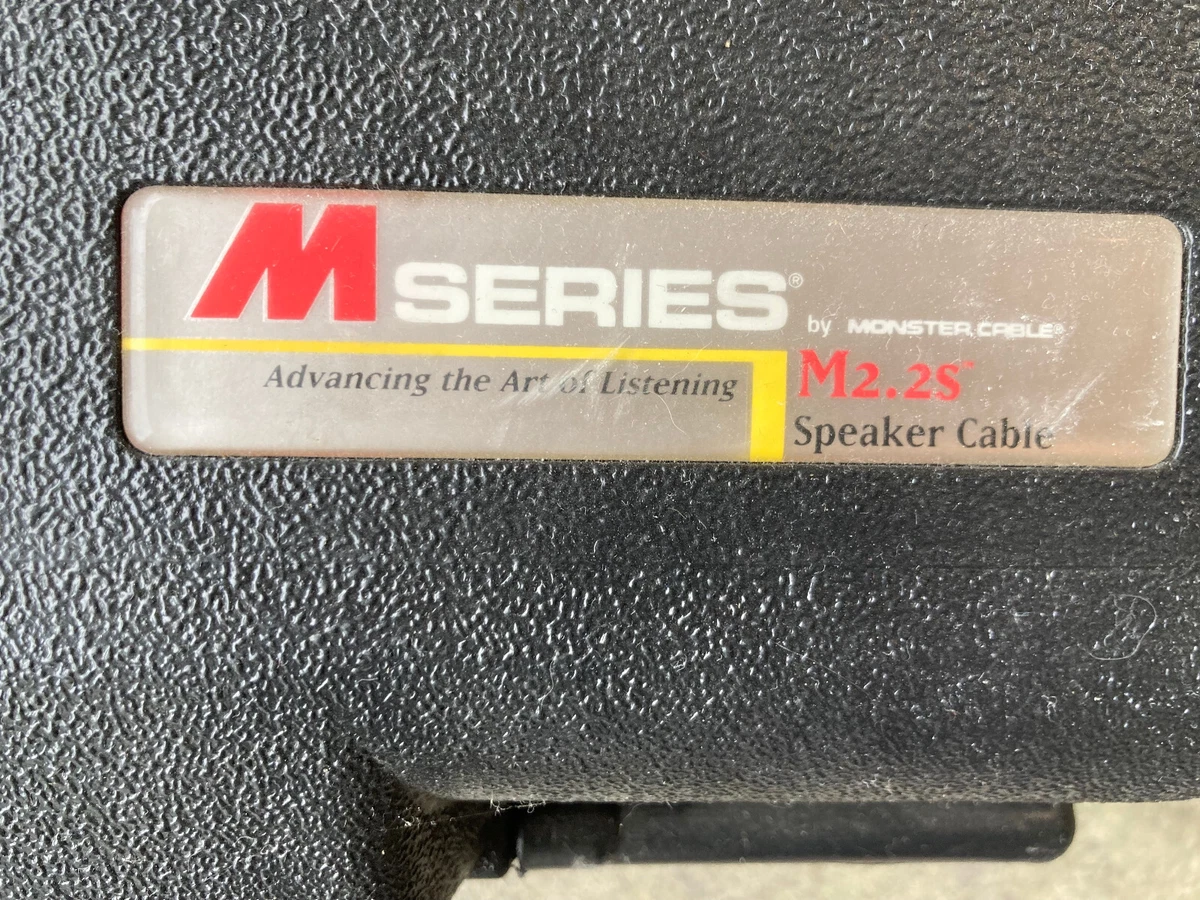 M SERIES®
by MONSTER CABLE®
Advancing the Art of Listening
M2.2s™
Speaker Cable